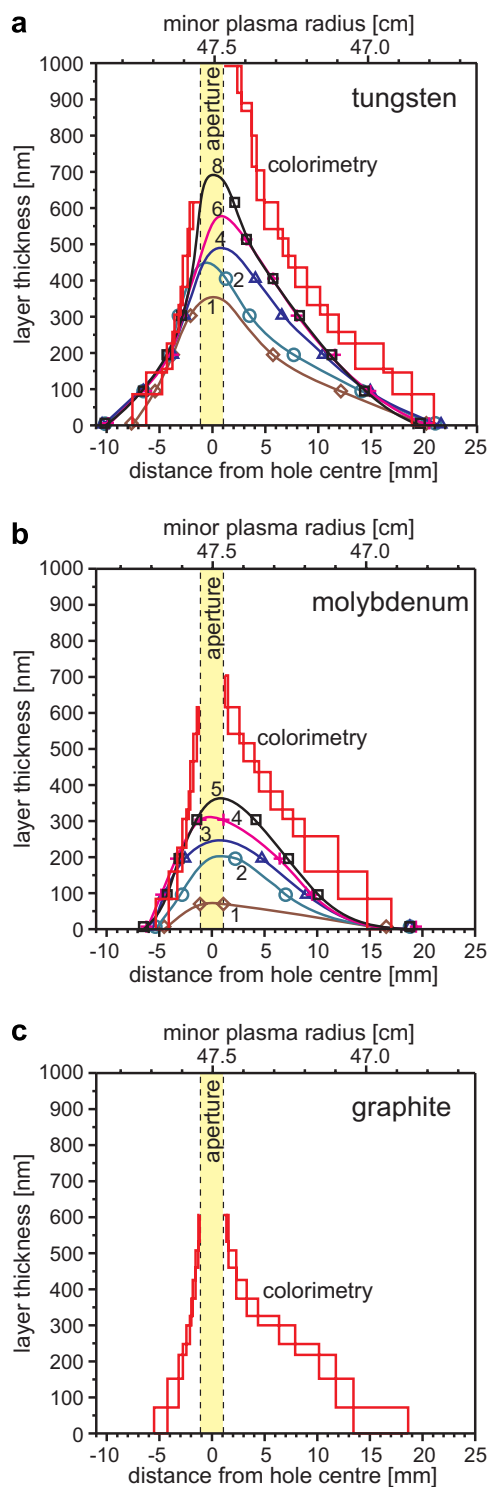 a
minor plasma radius [cm]
47.5 47.0
1000
900
800
700
600
500
400
300
200
100
0
layer thickness [nm]
aperture
tungsten
colorimetry
8
6
4
2
1
-10 -5 0 5 10 15 20 25
distance from hole centre [mm]
b
minor plasma radius [cm]
47.5 47.0
1000
900
800
700
600
500
400
300
200
100
0
layer thickness [nm]
aperture
molybdenum
colorimetry
5
4
3
2
1
-10 -5 0 5 10 15 20 25
distance from hole centre [mm]
c
minor plasma radius [cm]
47.5 47.0
1000
900
800
700
600
500
400
300
200
100
0
layer thickness [nm]
aperture
graphite
colorimetry
-10 -5 0 5 10 15 20 25
distance from hole centre [mm]